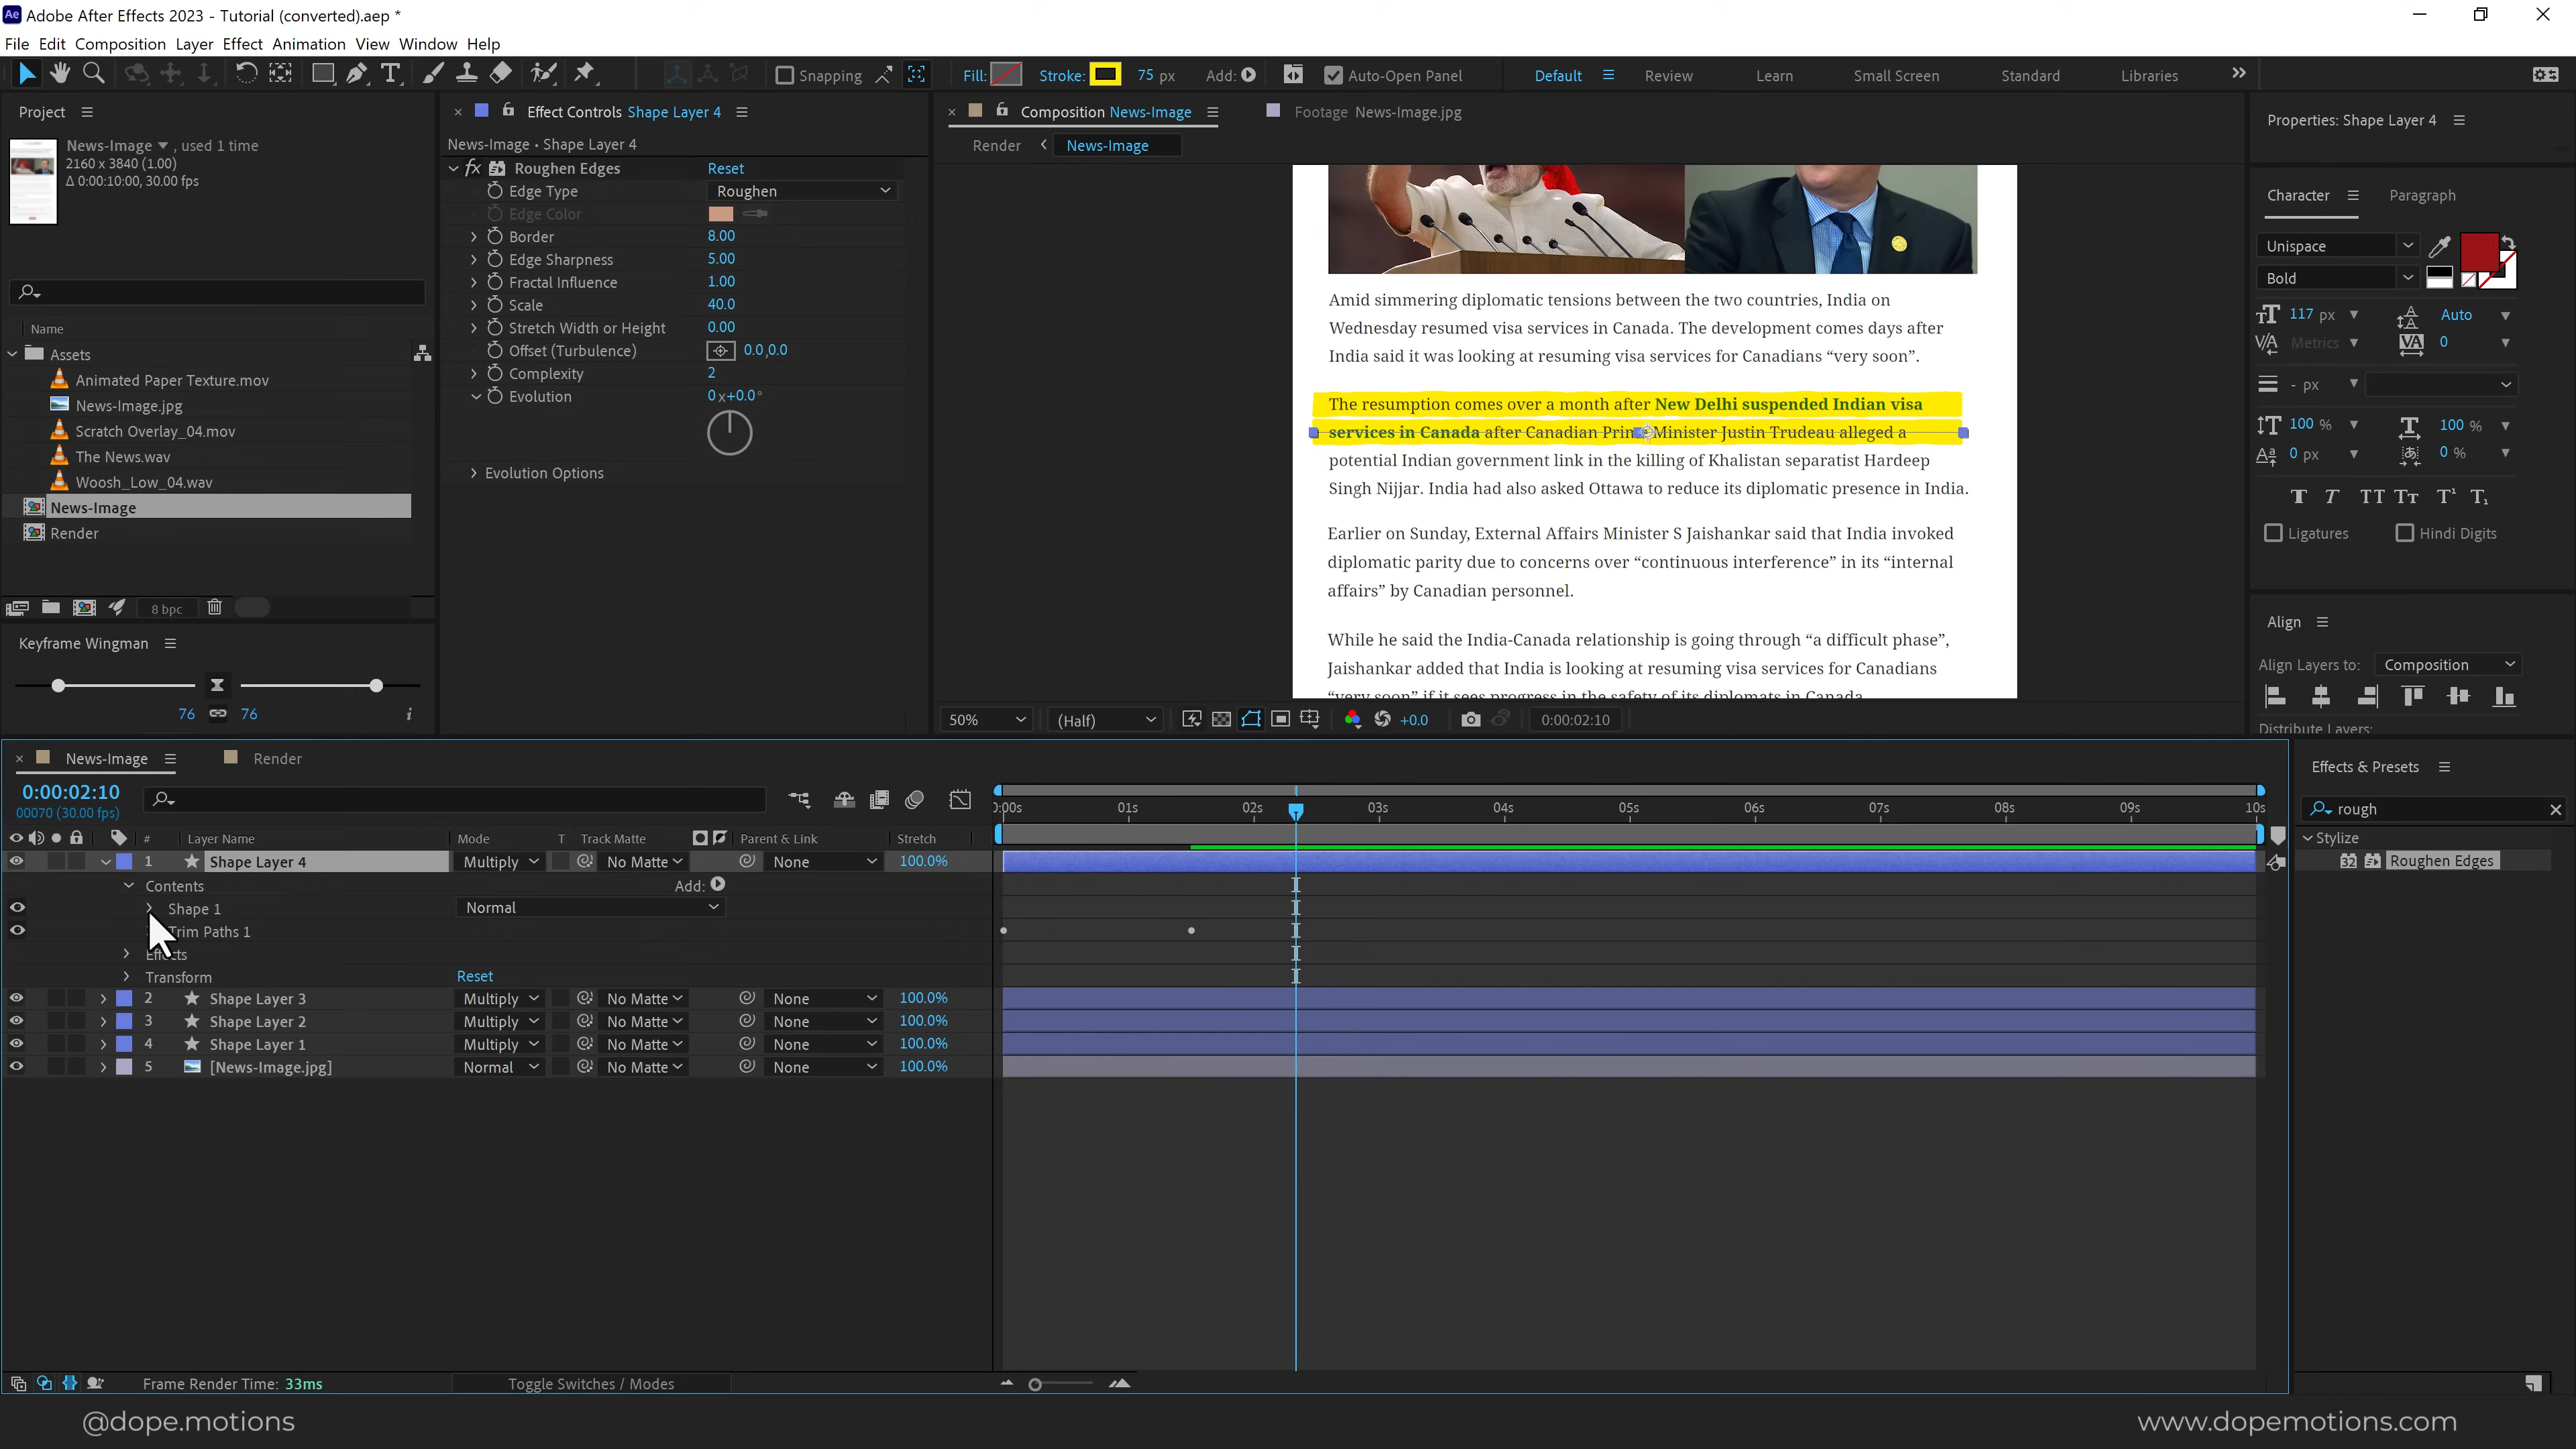 Adobe After Effects 2023 - Tutorial (converted).aep *
File Edit Composition Layer Effect Animation View Window Help
Snapping
Fill:
Stroke:
75 px
Add:
Auto-Open Panel
Default
Review
Learn
Small Screen
Standard
Libraries
Project
News-Image , used 1 time
2160 x 3840 (1.00)
Δ 0:00:10:00, 30.00 fps
Name
Assets
Animated Paper Texture.mov
News-Image.jpg
Scratch Overlay_04.mov
The News.wav
Woosh_Low_04.wav
News-Image
Render
8 bpc
Keyframe Wingman
76 76
Effect Controls Shape Layer 4
News-Image • Shape Layer 4
fx Roughen Edges Reset
Edge Type Roughen
Edge Color
Border 8.00
Edge Sharpness 5.00
Fractal Influence 1.00
Scale 40.0
Stretch Width or Height 0.00
Offset (Turbulence) 0.0,0.0
Complexity 2
Evolution 0x+0.0°
Evolution Options
Composition News-Image
Footage News-Image.jpg
Render
News-Image
Amid simmering diplomatic tensions between the two countries, India on
Wednesday resumed visa services in Canada. The development comes days after
India said it was looking at resuming visa services for Canadians “very soon”.
The resumption comes over a month after New Delhi suspended Indian visa
services in Canada after Canadian Prime Minister Justin Trudeau alleged a
potential Indian government link in the killing of Khalistan separatist Hardeep
Singh Nijjar. India had also asked Ottawa to reduce its diplomatic presence in India.
Earlier on Sunday, External Affairs Minister S Jaishankar said that India invoked
diplomatic parity due to concerns over “continuous interference” in its “internal
affairs” by Canadian personnel.
While he said the India-Canada relationship is going through “a difficult phase”,
Jaishankar added that India is looking at resuming visa services for Canadians
“very soon” if it sees progress in the safety of its diplomats in Canada.
50% (Half) +0.0 0:00:02:10
Properties: Shape Layer 4
Character Paragraph
Unispace
Bold
117 px Auto
Metrics 0
- px
100 % 100 %
0 px 0 %
T T TT Tт T¹ T₁
Ligatures Hindi Digits
Align
Align Layers to: Composition
Distribute Layers:
News-Image
Render
0:00:02:10
00070 (30.00 fps)
# Layer Name Mode T Track Matte Parent & Link Stretch
0:00s 01s 02s 03s 04s 05s 06s 07s 08s 09s 10s
1 Shape Layer 4 Multiply No Matte None 100.0%
Contents Add:
Shape 1 Normal
Trim Paths 1
Effects
Transform Reset
2 Shape Layer 3 Multiply No Matte None 100.0%
3 Shape Layer 2 Multiply No Matte None 100.0%
4 Shape Layer 1 Multiply No Matte None 100.0%
5 [News-Image.jpg] Normal No Matte None 100.0%
Frame Render Time: 33ms
Toggle Switches / Modes
Effects & Presets
rough
Stylize
32 Roughen Edges
@dope.motions
www.dopemotions.com